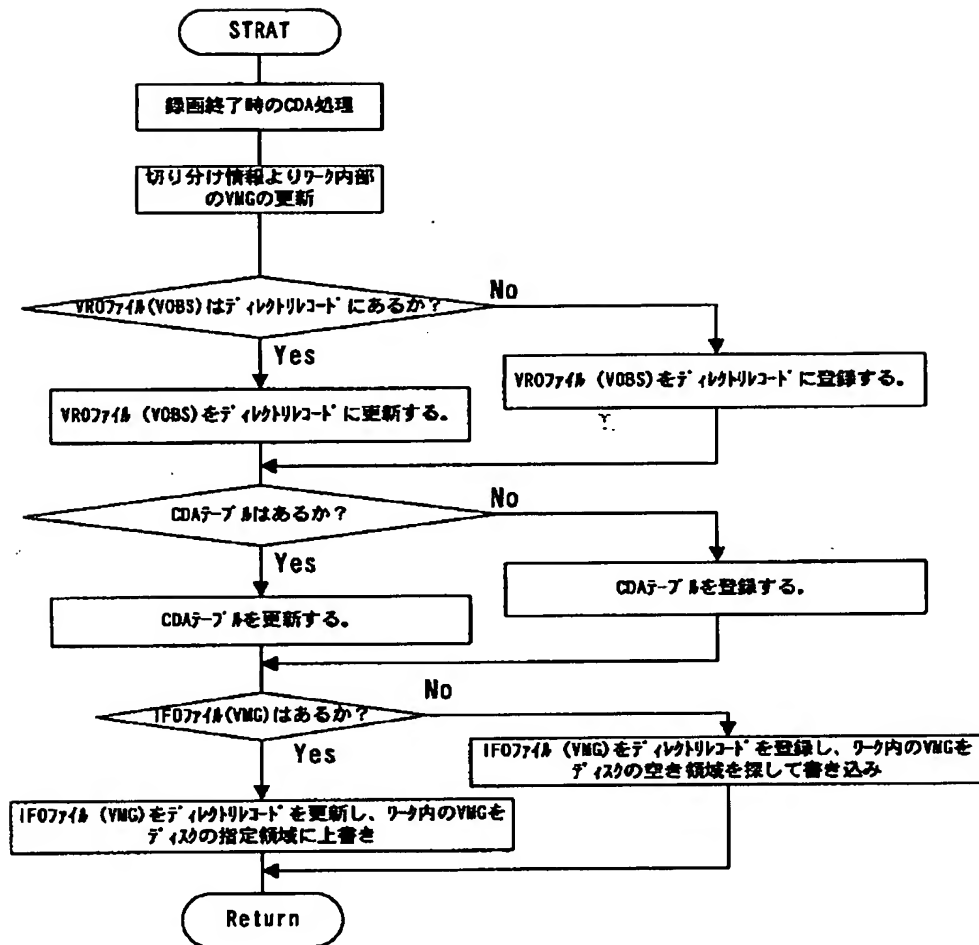 STRAT
録画終了時のCDA処理
切り分け情報よりワーク内部
のVMGの更新
VROファイル(VOBS)はディレクトリレコードにあるか?
No
Yes
VROファイル (VOBS)をディレクトリレコードに登録する。
VROファイル (VOBS)をディレクトリレコードに更新する。
CDAテーブルはあるか?
No
Yes
CDAテーブルを登録する。
CDAテーブルを更新する。
IFOファイル(VMG)はあるか?
No
Yes
IFOファイル (VMG)をディレクトリレコードを登録し、ワーク内のVMGを
ディスクの空き領域を探して書き込み
IFOファイル (VMG)をディレクトリレコードを更新し、ワーク内のVMGを
ディスクの指定領域に上書き
Return